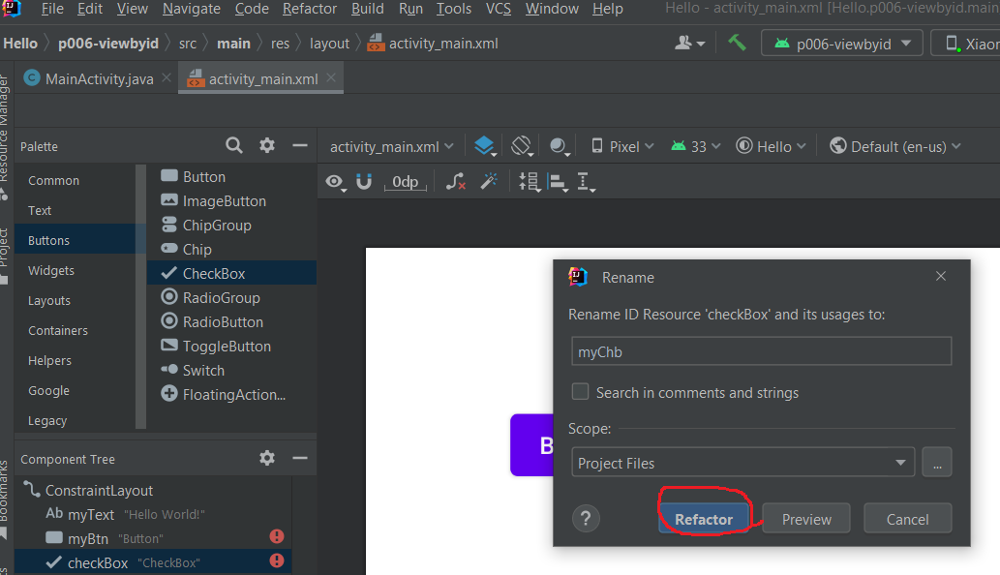 File Edit View Navigate Code Refactor Build Run Tools VCS Window Help Hello - activity_main.xml [Hello.p006-viewbyid.main
Hello p006-viewbyid src main res layout activity_main.xml p006-viewbyid Xiaor
MainActivity.java activity_main.xml
Resource Manager
Project
Bookmarks
Palette
Common
Text
Buttons
Widgets
Layouts
Containers
Helpers
Google
Legacy
Button
ImageButton
ChipGroup
Chip
CheckBox
RadioGroup
RadioButton
ToggleButton
Switch
FloatingAction...
activity_main.xml Pixel 33 Hello Default (en-us)
0dp
B
Rename
Rename ID Resource 'checkBox' and its usages to:
myChb
Search in comments and strings
Scope:
Project Files ...
? Refactor Preview Cancel
Component Tree
ConstraintLayout
Ab myText "Hello World!"
myBtn "Button"
checkBox "CheckBox"